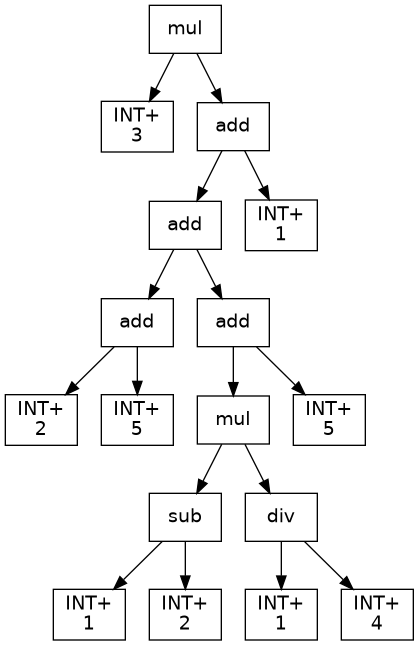 mul
INT+
3
add
add
INT+
1
add
add
INT+
2
INT+
5
mul
INT+
5
sub
div
INT+
1
INT+
2
INT+
1
INT+
4